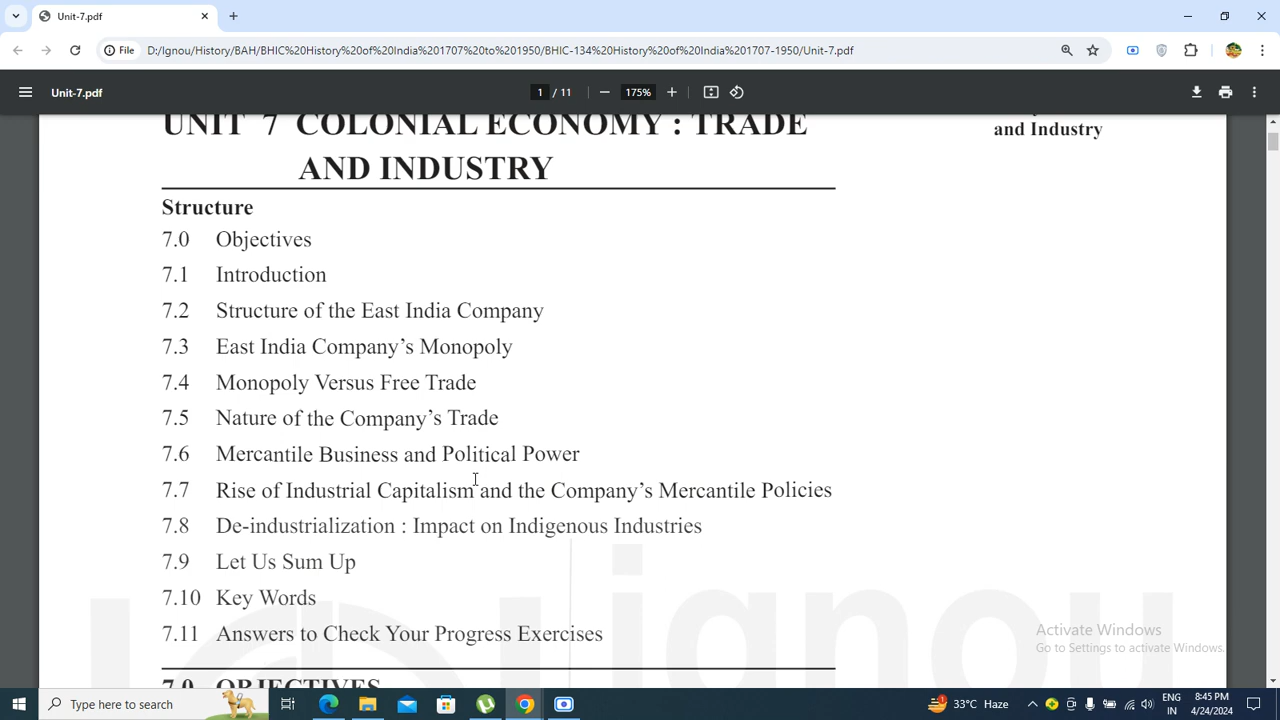 Unit-7.pdf
File
D:/Ignou/History/BAH/BHIC%20History%20of%20India%201707%20to%201950/BHIC-134%20History%20of%20India%201707-1950/Unit-7.pdf
Unit-7.pdf
1 / 11
175%
UNIT 7 COLONIAL ECONOMY : TRADE
AND INDUSTRY
and Industry
Structure
7.0 Objectives
7.1 Introduction
7.2 Structure of the East India Company
7.3 East India Company's Monopoly
7.4 Monopoly Versus Free Trade
7.5 Nature of the Company's Trade
7.6 Mercantile Business and Political Power
7.7 Rise of Industrial Capitalism and the Company's Mercantile Policies
7.8 De-industrialization : Impact on Indigenous Industries
7.9 Let Us Sum Up
7.10 Key Words
7.11 Answers to Check Your Progress Exercises
7.0 OBJECTIVES
ignou
Activate Windows
Go to Settings to activate Windows.
Type here to search
33°C Haze
ENG
IN
8:45 PM
4/24/2024